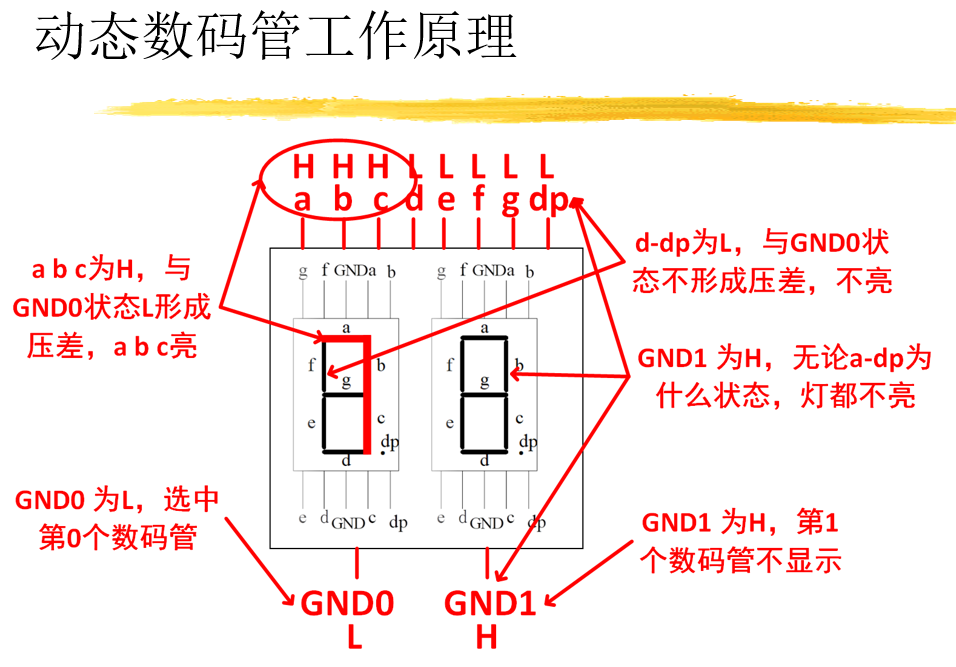 动态数码管工作原理
H H H L L L L L
a b c d e f g dp
a b c为H，与
GND0状态L形成
压差，a b c亮
d-dp为L，与GND0状
态不形成压差，不亮
GND1 为H，无论a-dp为
什么状态，灯都不亮
g f GND a b
g f GND a b
a
f b
g
e c
dp
d
a
f b
g
e c
dp
d
e d GND c dp
e d GND c dp
GND0 为L，选中
第0个数码管
GND1 为H，第1
个数码管不显示
GND0 GND1
L H